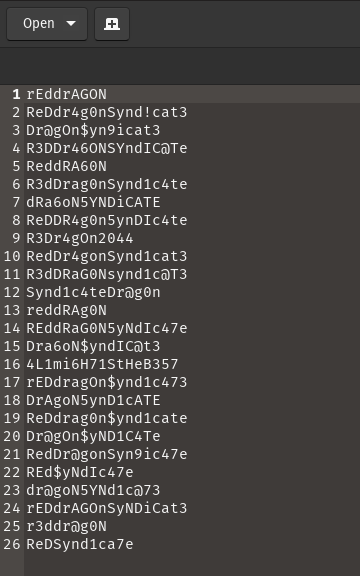 Open
1 rEddrAGON
2 ReDdr4g0nSynd!cat3
3 Dr@gOn$yn9icat3
4 R3DDr46ONSYndIC@Te
5 ReddRA60N
6 R3dDrag0nSynd1c4te
7 dRa6oN5YNDiCATE
8 ReDDR4g0n5ynDIc4te
9 R3Dr4gOn2044
10 RedDr4gonSynd1cat3
11 R3dDRaG0Nsynd1c@T3
12 Synd1c4teDr@g0n
13 reddRAg0N
14 REddRaG0N5yNdIc47e
15 Dra6oN$yndIC@t3
16 4L1mi6H71StHeB357
17 rEDdragOn$ynd1c473
18 DrAgoN5ynD1cATE
19 ReDdrag0n$ynd1cate
20 Dr@gOn$yND1C4Te
21 RedDr@gonSyn9ic47e
22 REd$yNdIc47e
23 dr@goN5YNd1c@73
24 rEDdrAGOnSyNDiCat3
25 r3ddr@g0N
26 ReDSynd1ca7e